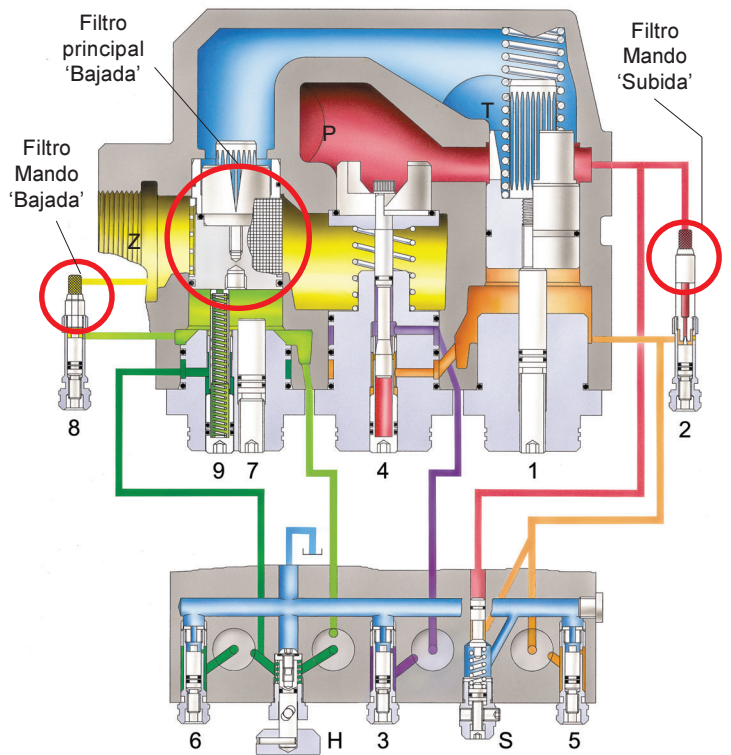 Filtro
principal
‘Bajada’
Filtro
Mando
‘Subida’
Filtro
Mando
‘Bajada’
P
T
Z
8
9
7
4
1
2
6
H
3
S
5